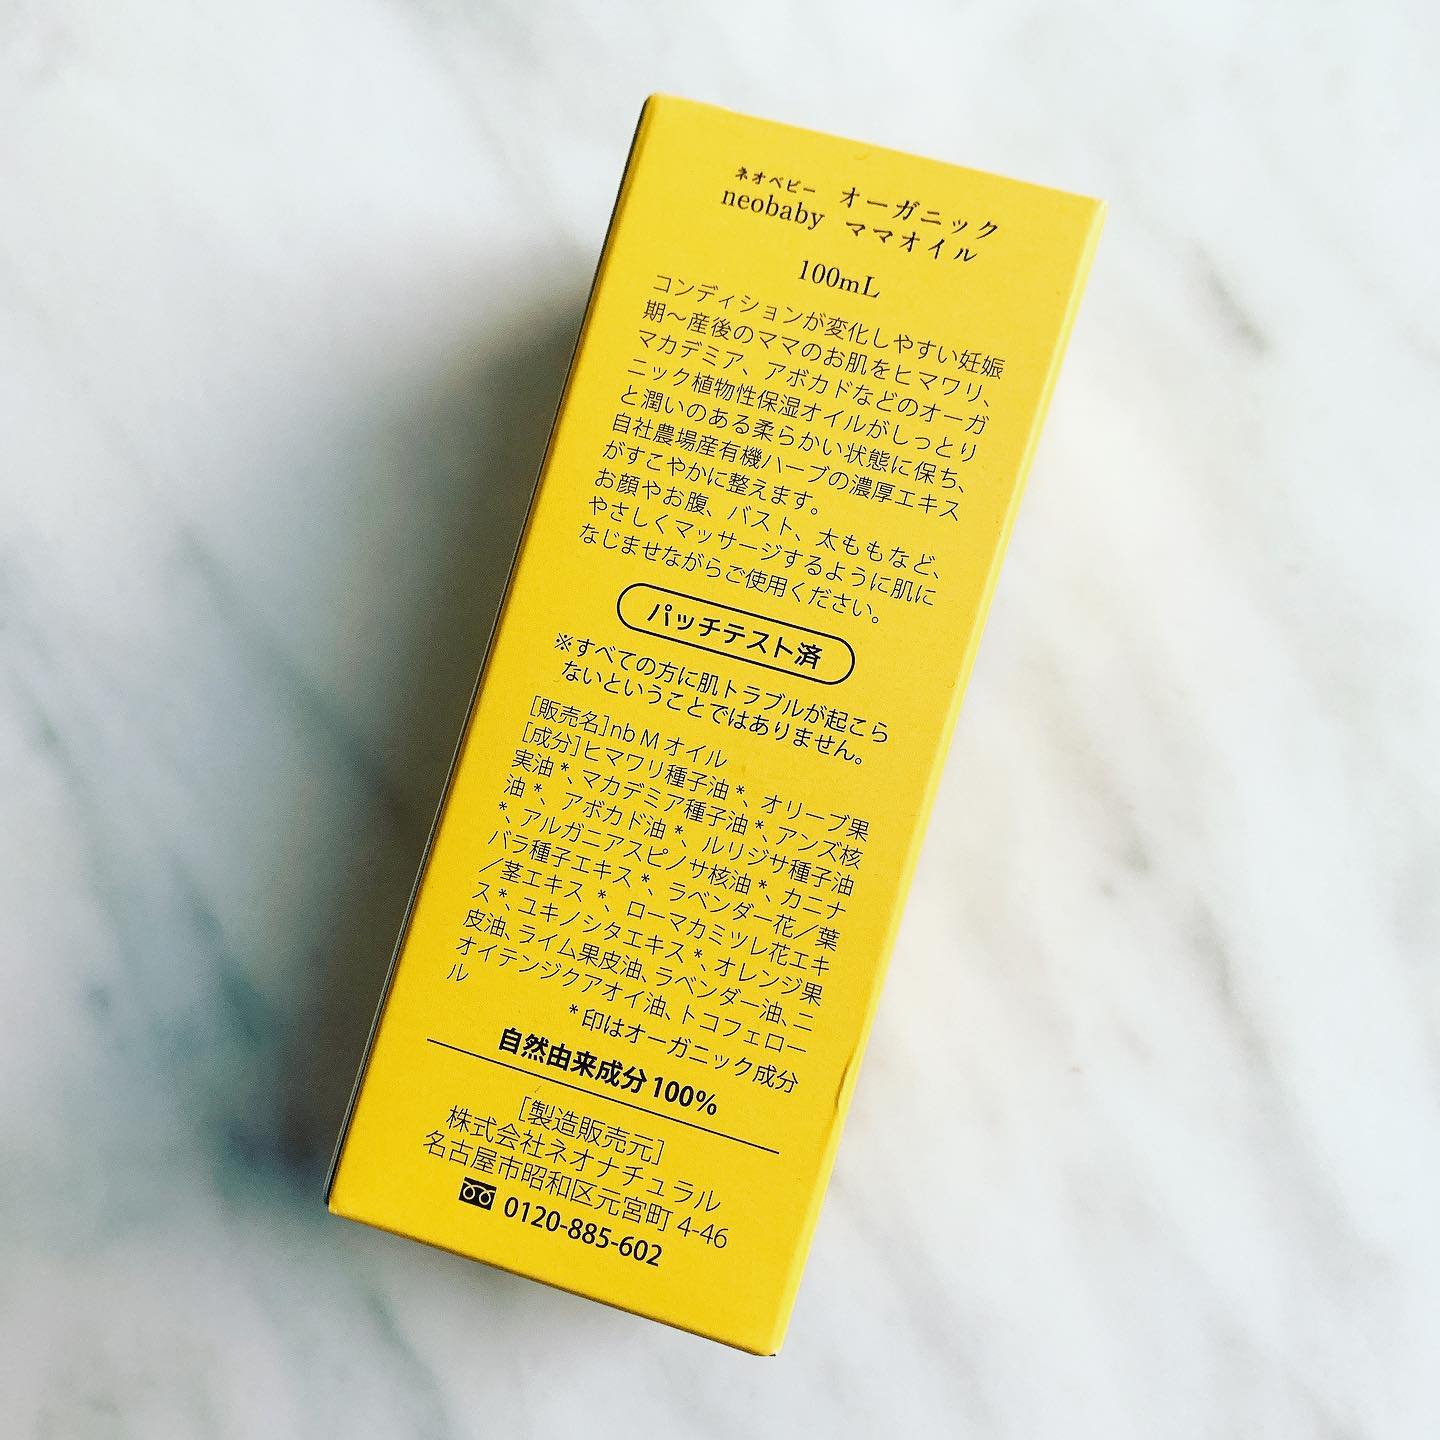 ネオベビー
neobaby
オーガニック
ママオイル
100mL
コンディションが変化しやすい妊娠
期～産後のママのお肌をヒマワリ、
マカデミア、アボカドなどのオーガ
ニック植物性保湿オイルがしっとり
と潤いのある柔らかい状態に保ち、
自社農場産有機ハーブの濃厚エキス
がすこやかに整えます。
お顔やお腹、バスト、太ももなど、
やさしくマッサージするように肌に
なじませながらご使用ください。
パッチテスト済
※すべての方に肌トラブルが起こら
ないということではありません。
［販売名］nb M オイル
［成分］ヒマワリ種子油*、オリーブ果
実油*、マカデミア種子油*、アンズ核
油*、アボカド油*、ルリジサ種子油
*、アルガニアスピノサ核油*、カニナ
バラ種子エキス*、ラベンダー花／葉
／茎エキス*、ローマカミツレ花エキ
ス*、ユキノシタエキス*、オレンジ果
皮油、ライム果皮油、ラベンダー油、ニ
オイテンジクアオイ油、トコフェロー
ル
*印はオーガニック成分
自然由来成分100%
［製造販売元］
株式会社ネオナチュラル
名古屋市昭和区元宮町 4-46
0120-885-602